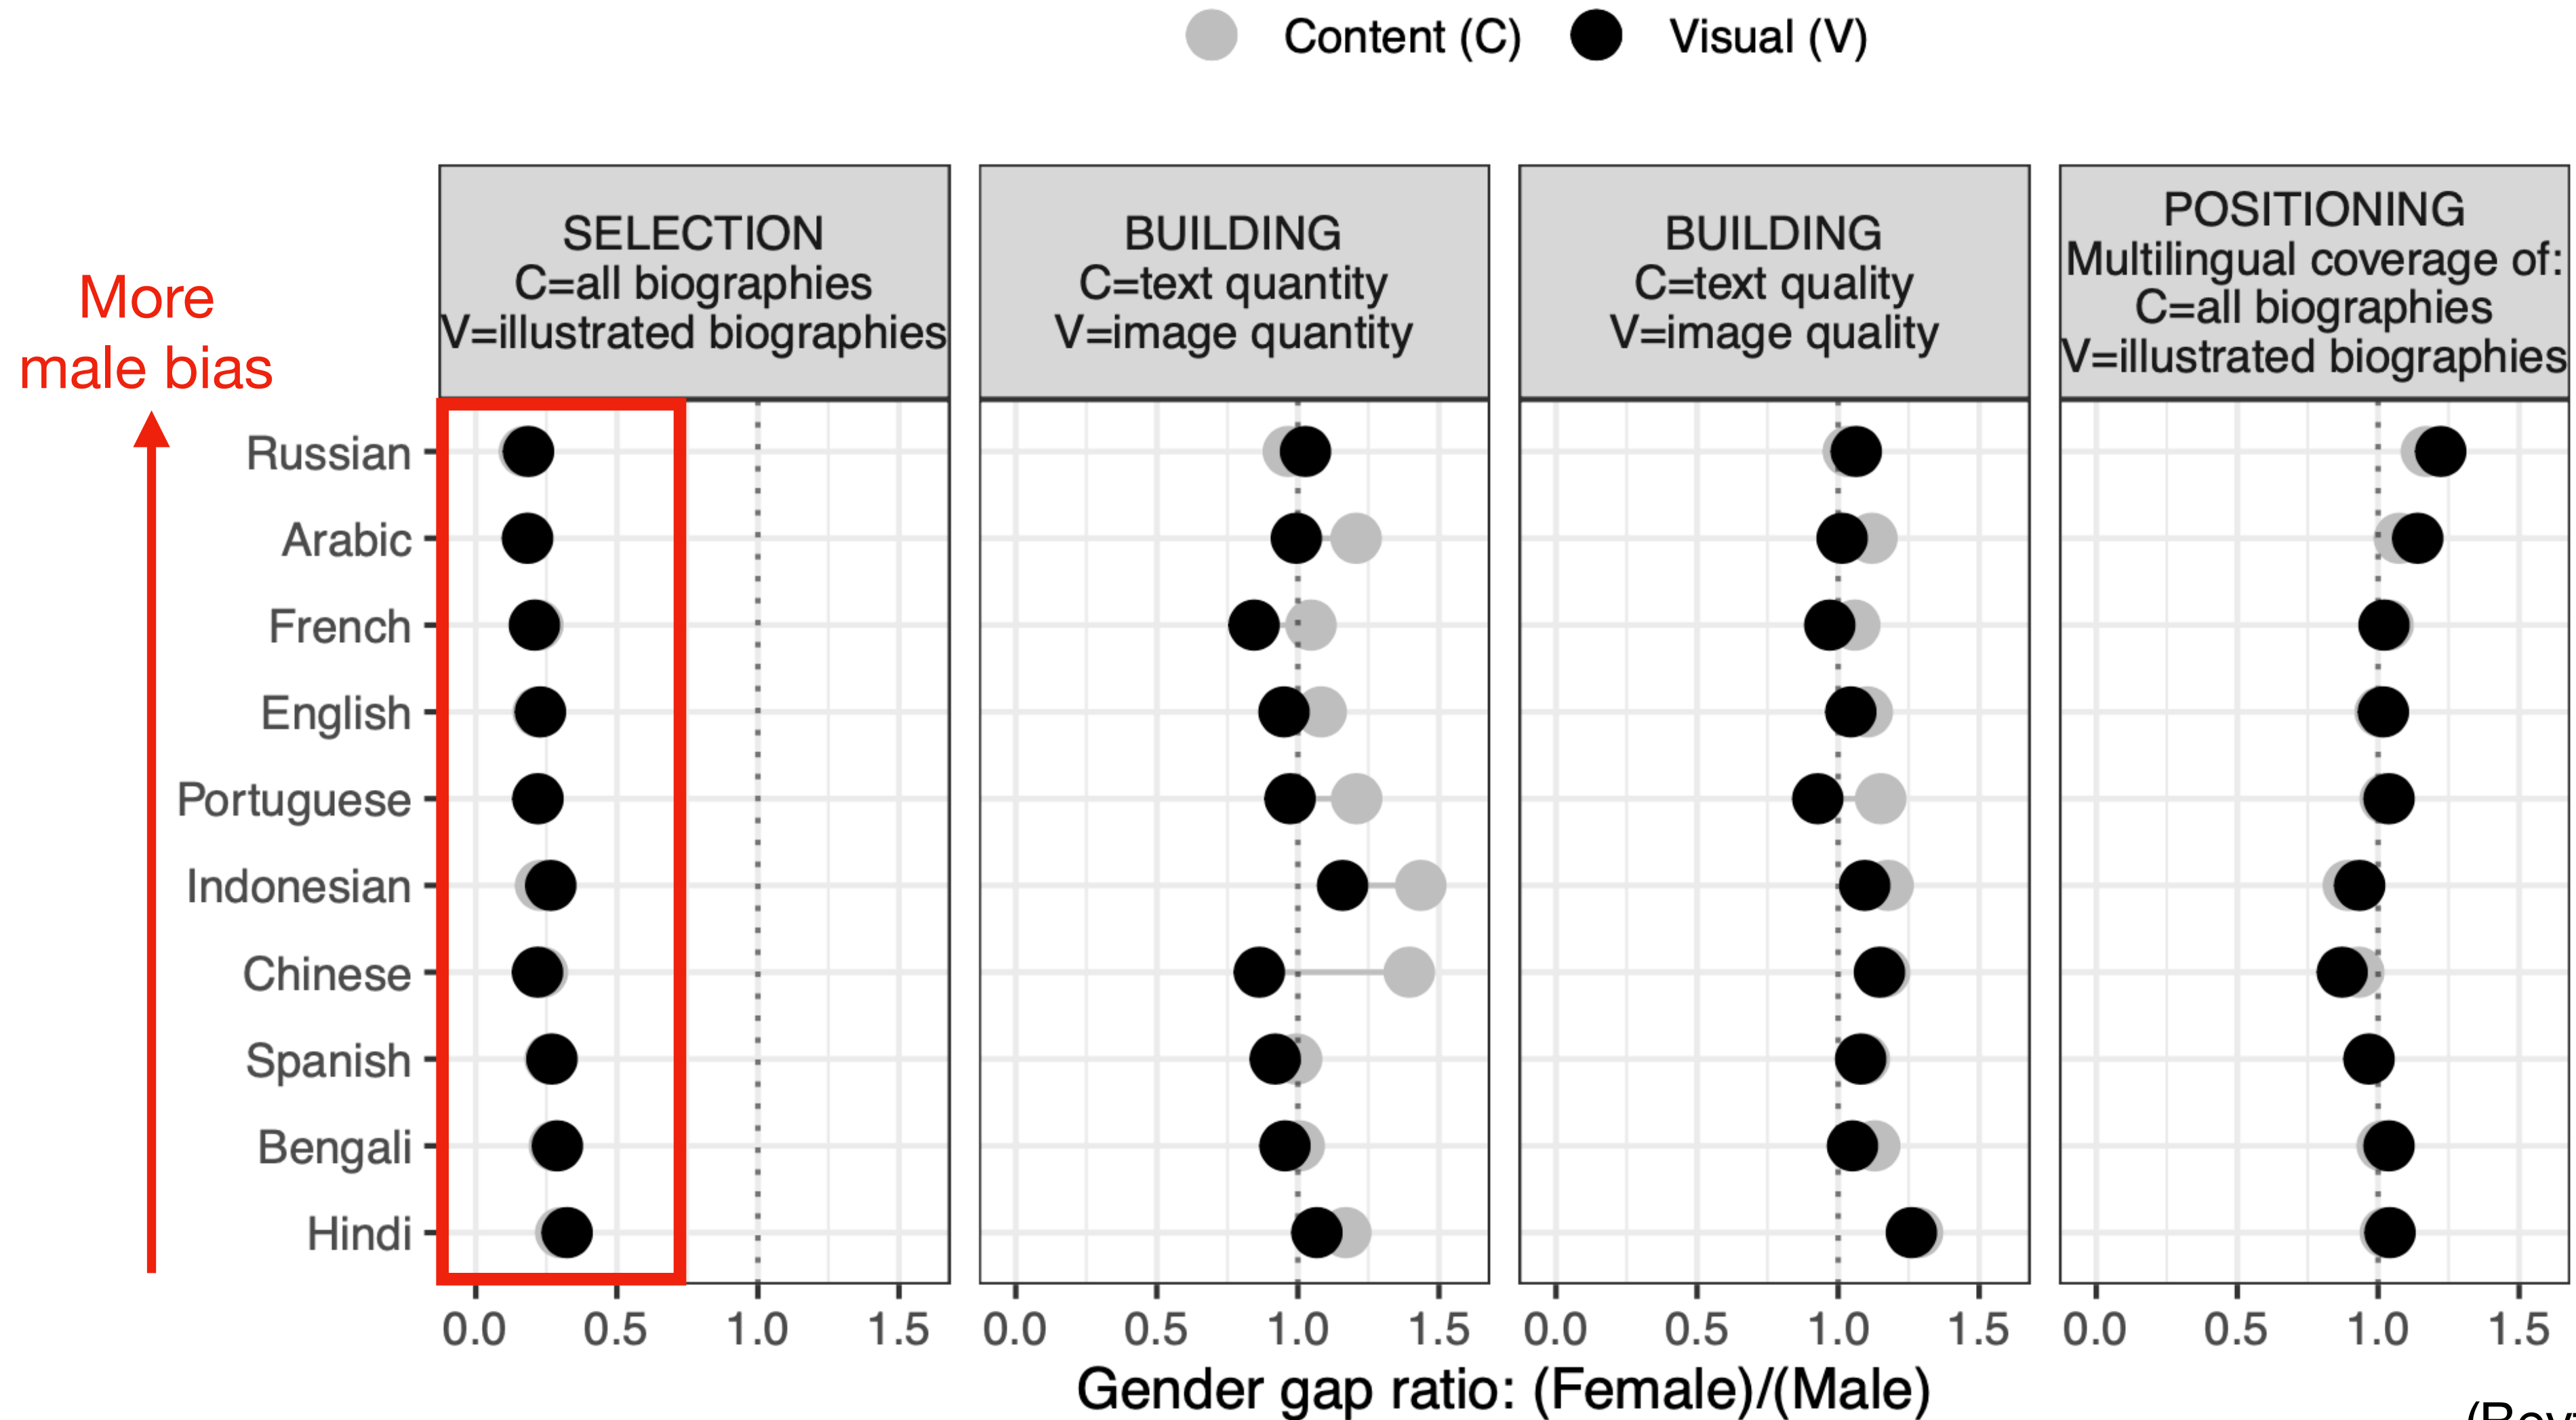 Content (C) Visual (V)
More
male bias
SELECTION
C=all biographies
V=illustrated biographies
BUILDING
C=text quantity
V=image quantity
BUILDING
C=text quality
V=image quality
POSITIONING
Multilingual coverage of:
C=all biographies
V=illustrated biographies
Russian
Arabic
French
English
Portuguese
Indonesian
Chinese
Spanish
Bengali
Hindi
0.0 0.5 1.0 1.5 0.0 0.5 1.0 1.5 0.0 0.5 1.0 1.5 0.0 0.5 1.0 1.5
Gender gap ratio: (Female)/(Male)